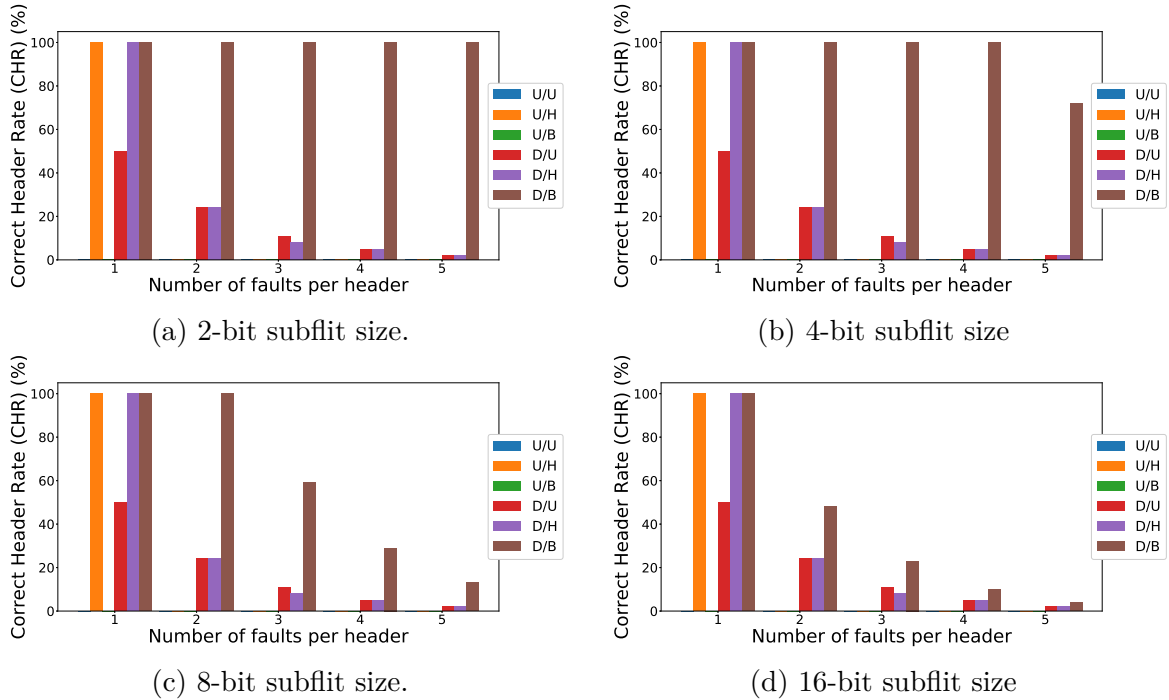 Correct Header Rate (CHR) (%)
100
80
60
40
20
0
1 2 3 4 5
Number of faults per header
U/U
U/H
U/B
D/U
D/H
D/B
(a) 2-bit subflit size.
Correct Header Rate (CHR) (%)
100
80
60
40
20
0
1 2 3 4 5
Number of faults per header
U/U
U/H
U/B
D/U
D/H
D/B
(b) 4-bit subflit size
Correct Header Rate (CHR) (%)
100
80
60
40
20
0
1 2 3 4 5
Number of faults per header
U/U
U/H
U/B
D/U
D/H
D/B
(c) 8-bit subflit size.
Correct Header Rate (CHR) (%)
100
80
60
40
20
0
1 2 3 4 5
Number of faults per header
U/U
U/H
U/B
D/U
D/H
D/B
(d) 16-bit subflit size